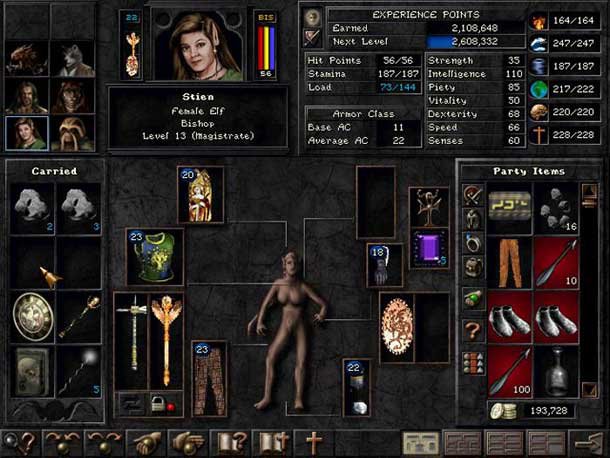 22
BIS
56
Stien
Female Elf
Bishop
Level 13 (Magistrate)
EXPERIENCE POINTS
Earned 2,108,648
Next Level 2,608,332
Hit Points 56/56
Stamina 187/187
Load 73/144
Armor Class
Base AC 11
Average AC 22
Strength 35
Intelligence 110
Piety 85
Vitality 50
Dexterity 68
Speed 66
Senses 60
164/164
247/247
187/187
217/222
220/220
228/228
Carried
2
3
5
20
23
23
18
5
22
Party Items
16
10
100
193,728